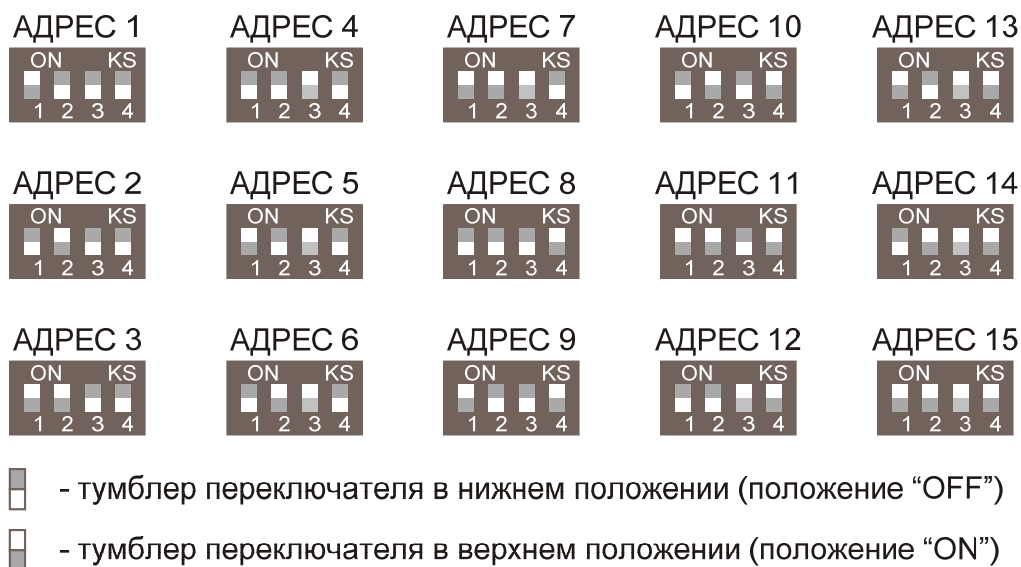 АДРЕС 1 АДРЕС 4 АДРЕС 7 АДРЕС 10 АДРЕС 13
ON KS ON KS ON KS ON KS ON KS
1 2 3 4 1 2 3 4 1 2 3 4 1 2 3 4 1 2 3 4
АДРЕС 2 АДРЕС 5 АДРЕС 8 АДРЕС 11 АДРЕС 14
ON KS ON KS ON KS ON KS ON KS
1 2 3 4 1 2 3 4 1 2 3 4 1 2 3 4 1 2 3 4
АДРЕС 3 АДРЕС 6 АДРЕС 9 АДРЕС 12 АДРЕС 15
ON KS ON KS ON KS ON KS ON KS
1 2 3 4 1 2 3 4 1 2 3 4 1 2 3 4 1 2 3 4
- тумблер переключателя в нижнем положении (положение “OFF”)
- тумблер переключателя в верхнем положении (положение “ON”)